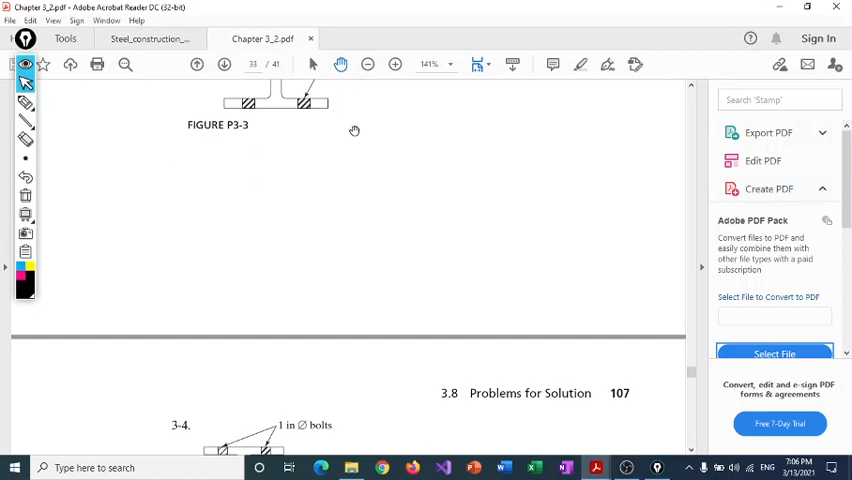 Chapter 3_2.pdf - Adobe Acrobat Reader DC (32-bit)
File Edit View Sign Window Help
Tools Steel_construction_... Chapter 3_2.pdf × Sign In
33 / 41 141%
FIGURE P3-3
3.8 Problems for Solution 107
3-4.
1 in ∅ bolts
Search 'Stamp'
Export PDF
Edit PDF
Create PDF
Adobe PDF Pack
Convert files to PDF and
easily combine them with
other file types with a paid
subscription
Select File to Convert to PDF
Select File
Convert, edit and e-sign PDF
forms & agreements
Free 7-Day Trial
Type here to search
ENG
7:06 PM
3/13/2021